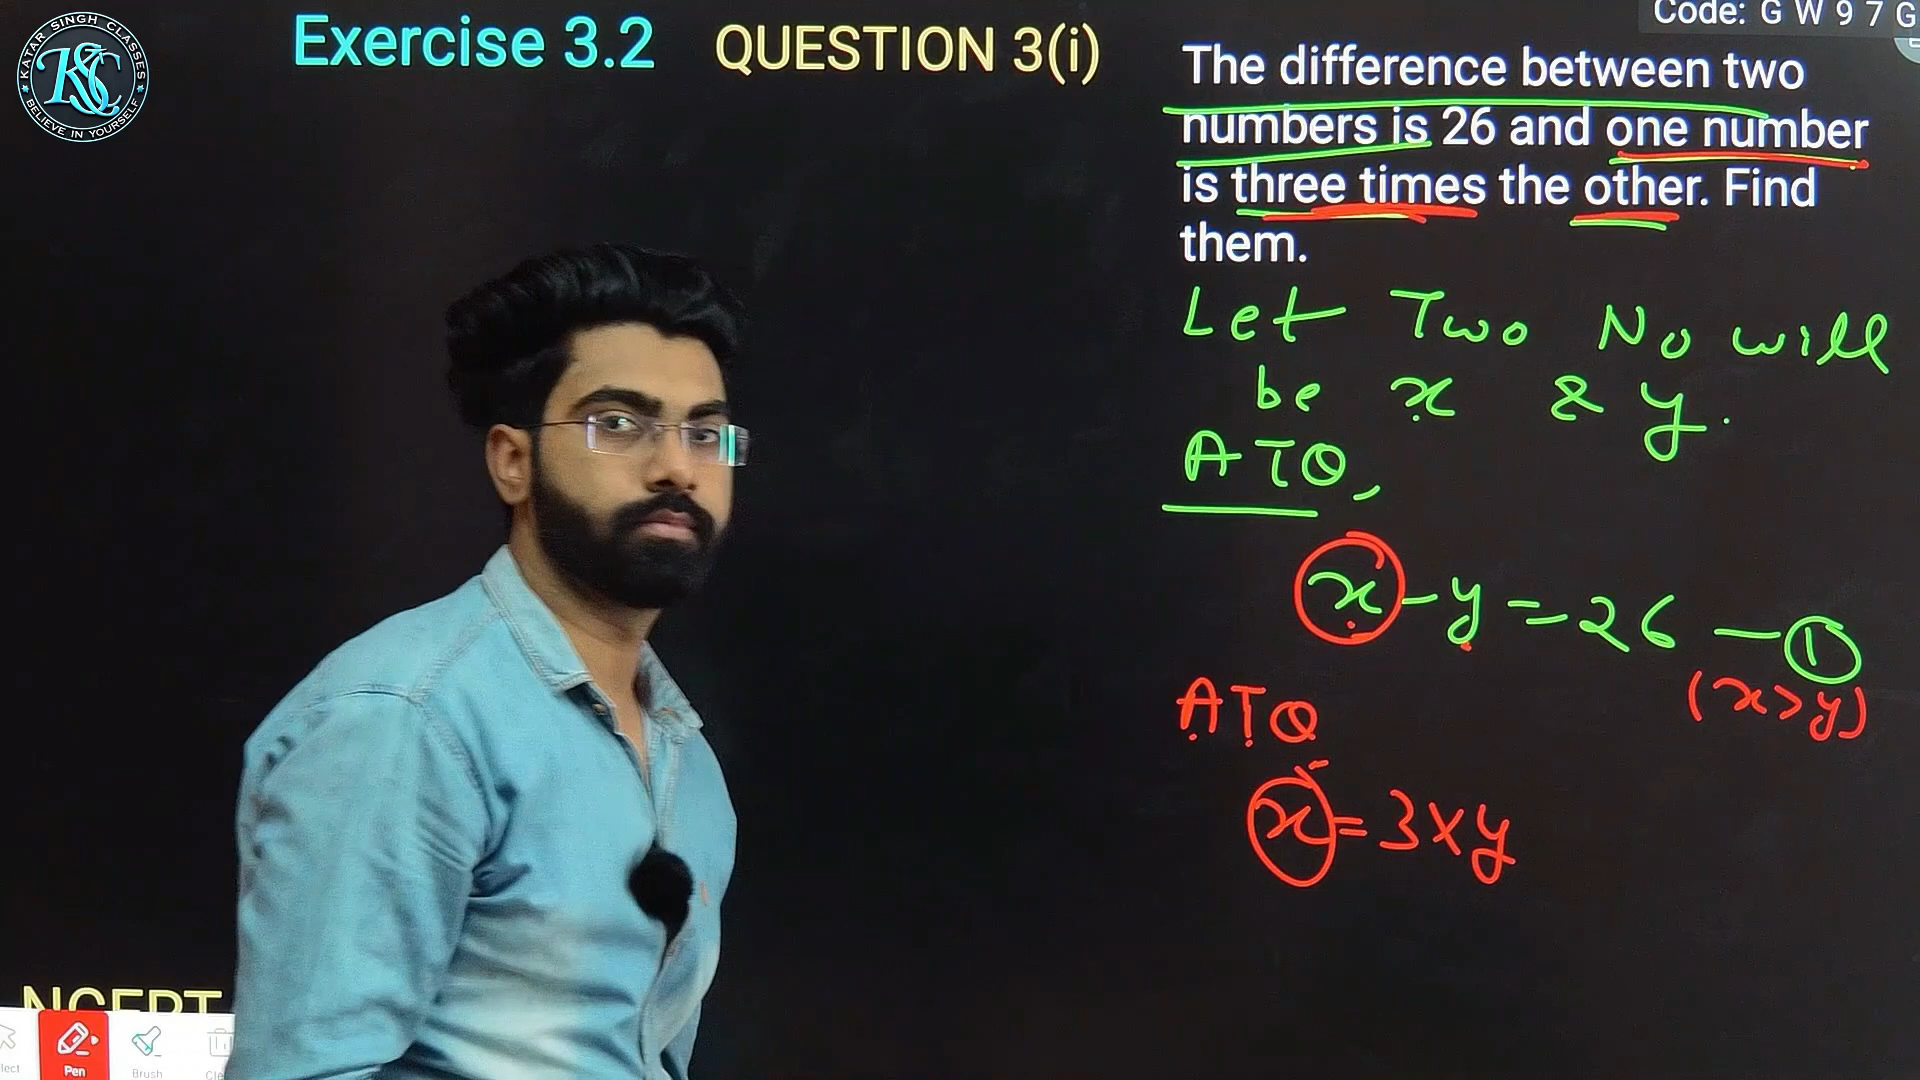 KATAR SINGH CLASSES
KSC
BELIEVE IN YOURSELF
Exercise 3.2 QUESTION 3(i)
Code: G W 9 7 G
The difference between two
numbers is 26 and one number
is three times the other. Find
them.
Let Two No will
be x & y.
ATQ,
x - y = 26 — ①
(x>y)
ATQ
x = 3 x y
NCERT
Pen
Brush